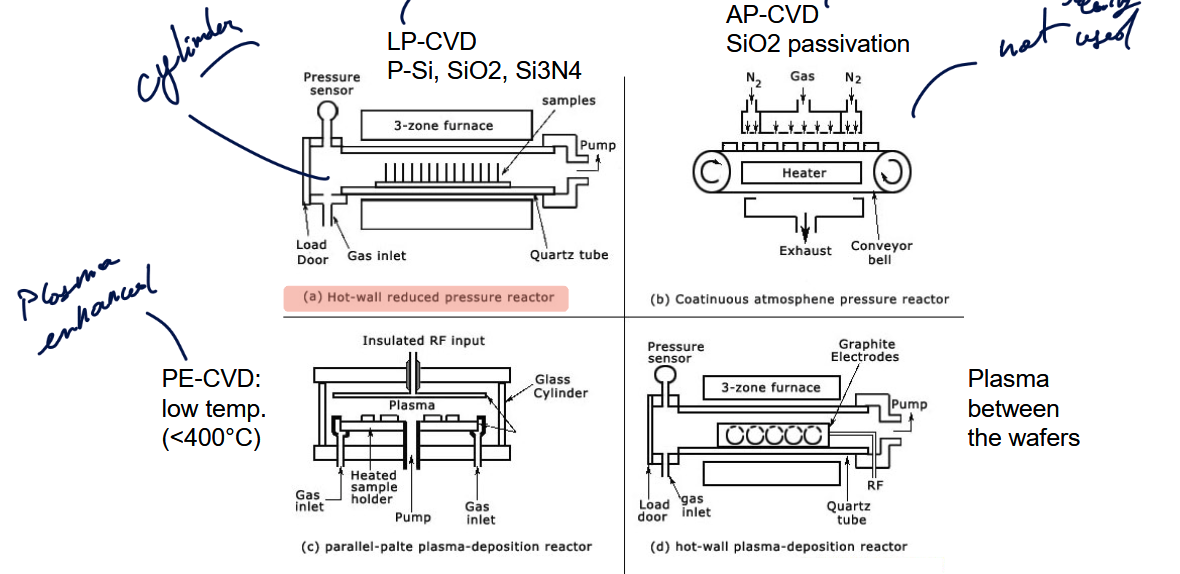 cylinder
LP-CVD
P-Si, SiO2, Si3N4
Pressure
sensor
3-zone furnace
samples
Pump
Load
Door
Gas inlet
Quartz tube
(a) Hot-wall reduced pressure reactor
AP-CVD
SiO2 passivation
not used
N2
Gas
N2
Heater
Exhaust
Conveyor
bell
(b) Coatinuous atmosphene pressure reactor
Plasma
enhanced
PE-CVD:
low temp.
(<400°C)
Insulated RF input
Glass
Cylinder
Plasma
Heated
sample
holder
Gas
inlet
Pump
Gas
inlet
(c) parallel-palte plasma-deposition reactor
Pressure
sensor
Graphite
Electrodes
3-zone furnace
Pump
RF
Load
door
gas
inlet
Quartz
tube
(d) hot-wall plasma-deposition reactor
Plasma
between
the wafers